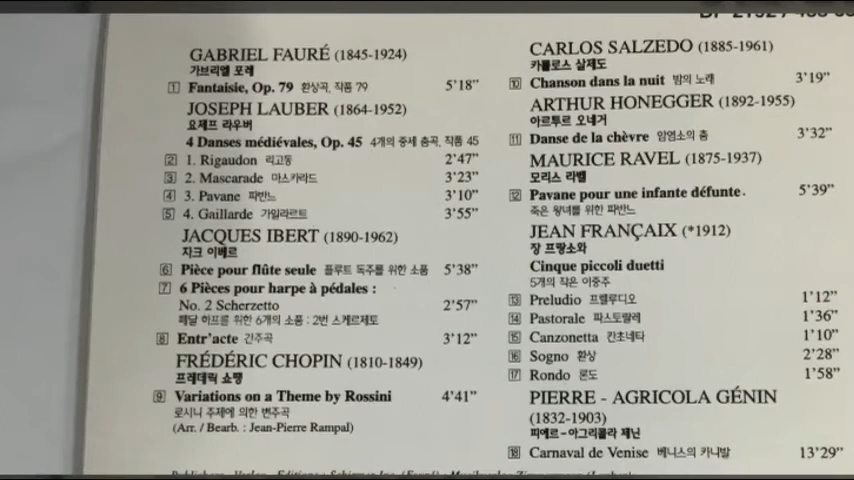 GABRIEL FAURÉ (1845-1924)
가브리엘 포레
1 Fantaisie, Op. 79 환상곡, 작품 79 5’18”
JOSEPH LAUBER (1864-1952)
요제프 라우버
4 Danses médiévales, Op. 45 4개의 중세 춤곡, 작품 45
2 1. Rigaudon 리고동 2’47”
3 2. Mascarade 마스카라드 3’23”
4 3. Pavane 파반느 3’10”
5 4. Gaillarde 가일라르트 3’55”
JACQUES IBERT (1890-1962)
자크 이베르
6 Pièce pour flûte seule 플루트 독주를 위한 소품 5’38”
7 6 Pièces pour harpe à pédales :
No. 2 Scherzetto 2’57”
페달 하프를 위한 6개의 소품 : 2번 스케르제토
8 Entr’acte 간주곡 3’12”
FRÉDÉRIC CHOPIN (1810-1849)
프레데릭 쇼팽
9 Variations on a Theme by Rossini 4’41”
로시니 주제에 의한 변주곡
(Arr. / Bearb. : Jean-Pierre Rampal)
CARLOS SALZEDO (1885-1961)
카를로스 살제도
10 Chanson dans la nuit 밤의 노래 3’19”
ARTHUR HONEGGER (1892-1955)
아르투르 오네거
11 Danse de la chèvre 암염소의 춤 3’32”
MAURICE RAVEL (1875-1937)
모리스 라벨
12 Pavane pour une infante défunte. 5’39”
죽은 왕녀를 위한 파반느
JEAN FRANÇAIX (*1912)
장 프랑소와
Cinque piccoli duetti
5개의 작은 이중주
13 Preludio 프렐루디오 1’12”
14 Pastorale 파스토랄레 1’36”
15 Canzonetta 칸초네타 1’10”
16 Sogno 환상 2’28”
17 Rondo 론도 1’58”
PIERRE - AGRICOLA GÉNIN
(1832-1903)
피에르-아그리콜라 제닌
18 Carnaval de Venise 베니스의 카니발 13’29”